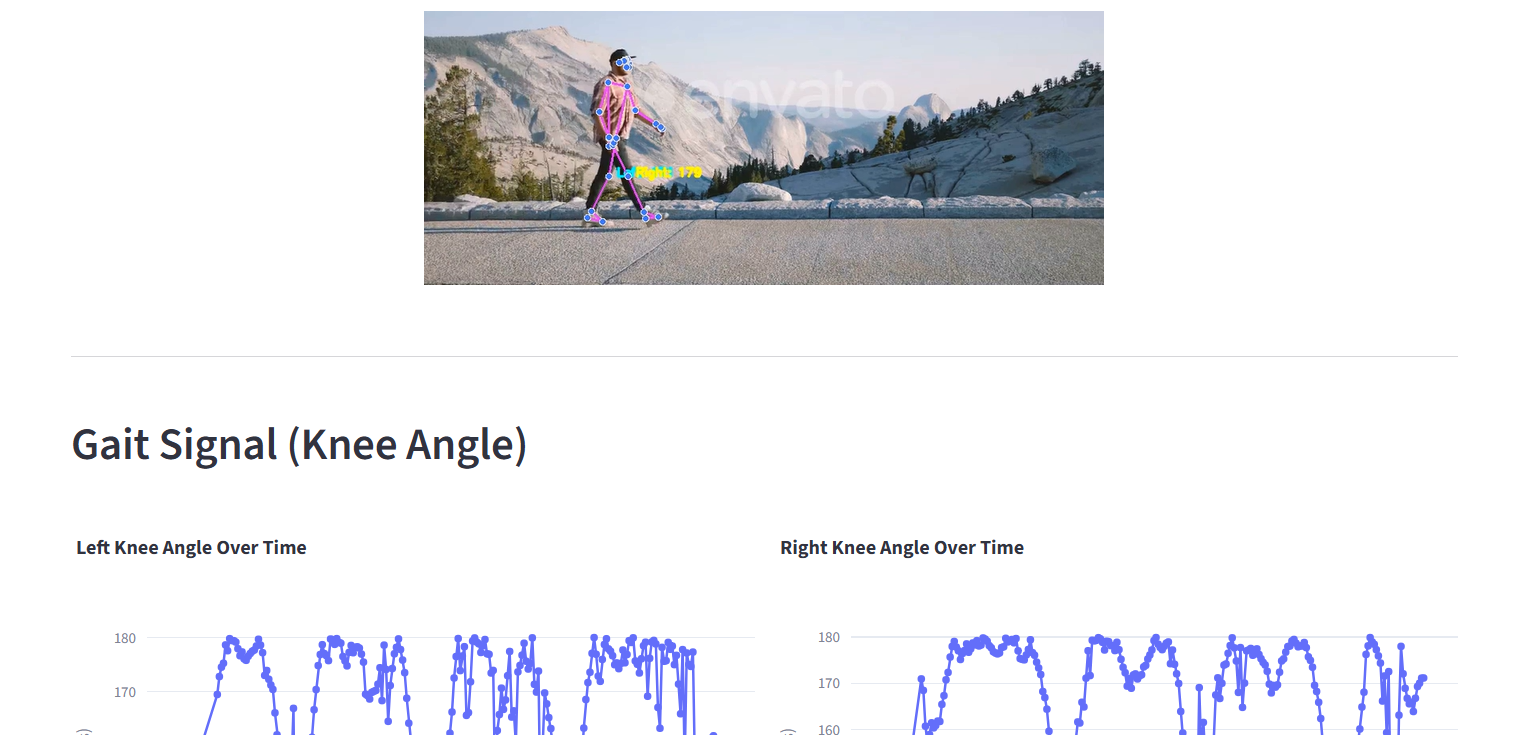 envato
Right: 179
Gait Signal (Knee Angle)
Left Knee Angle Over Time
Right Knee Angle Over Time
180
170
180
170
160